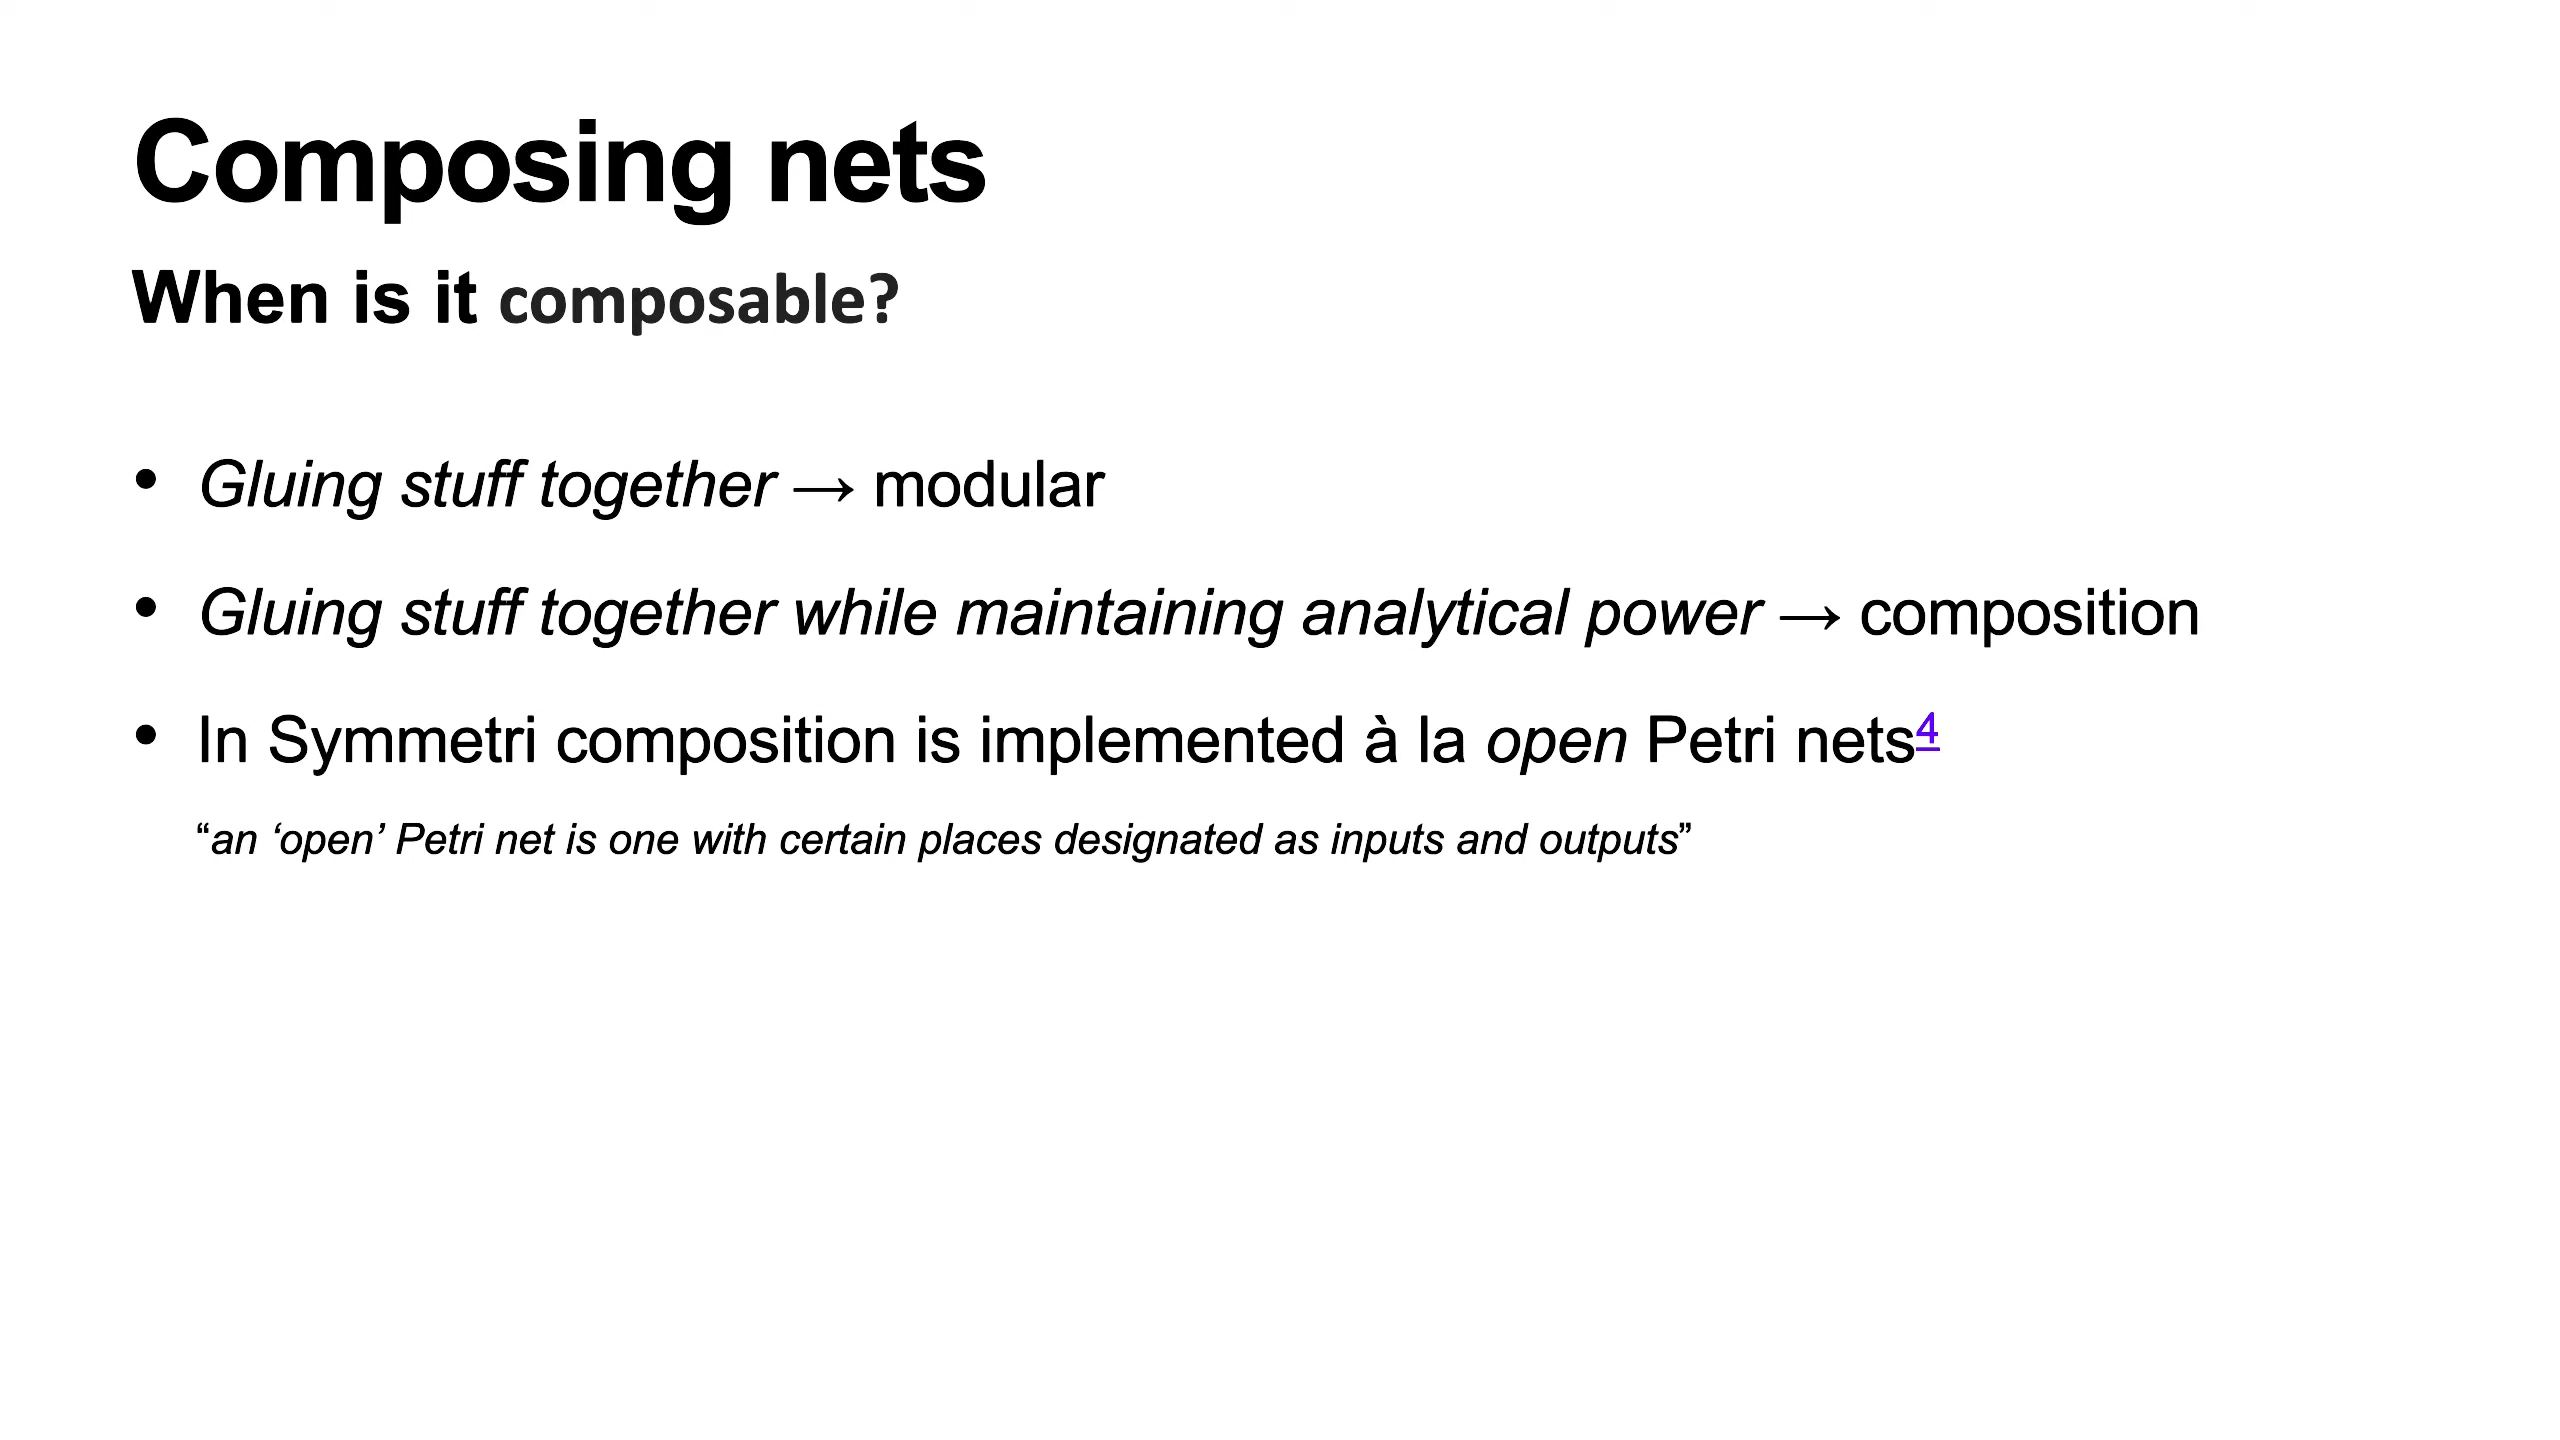 Composing nets
When is it composable?
• Gluing stuff together → modular
• Gluing stuff together while maintaining analytical power → composition
• In Symmetri composition is implemented à la open Petri nets4
“an ‘open’ Petri net is one with certain places designated as inputs and outputs”